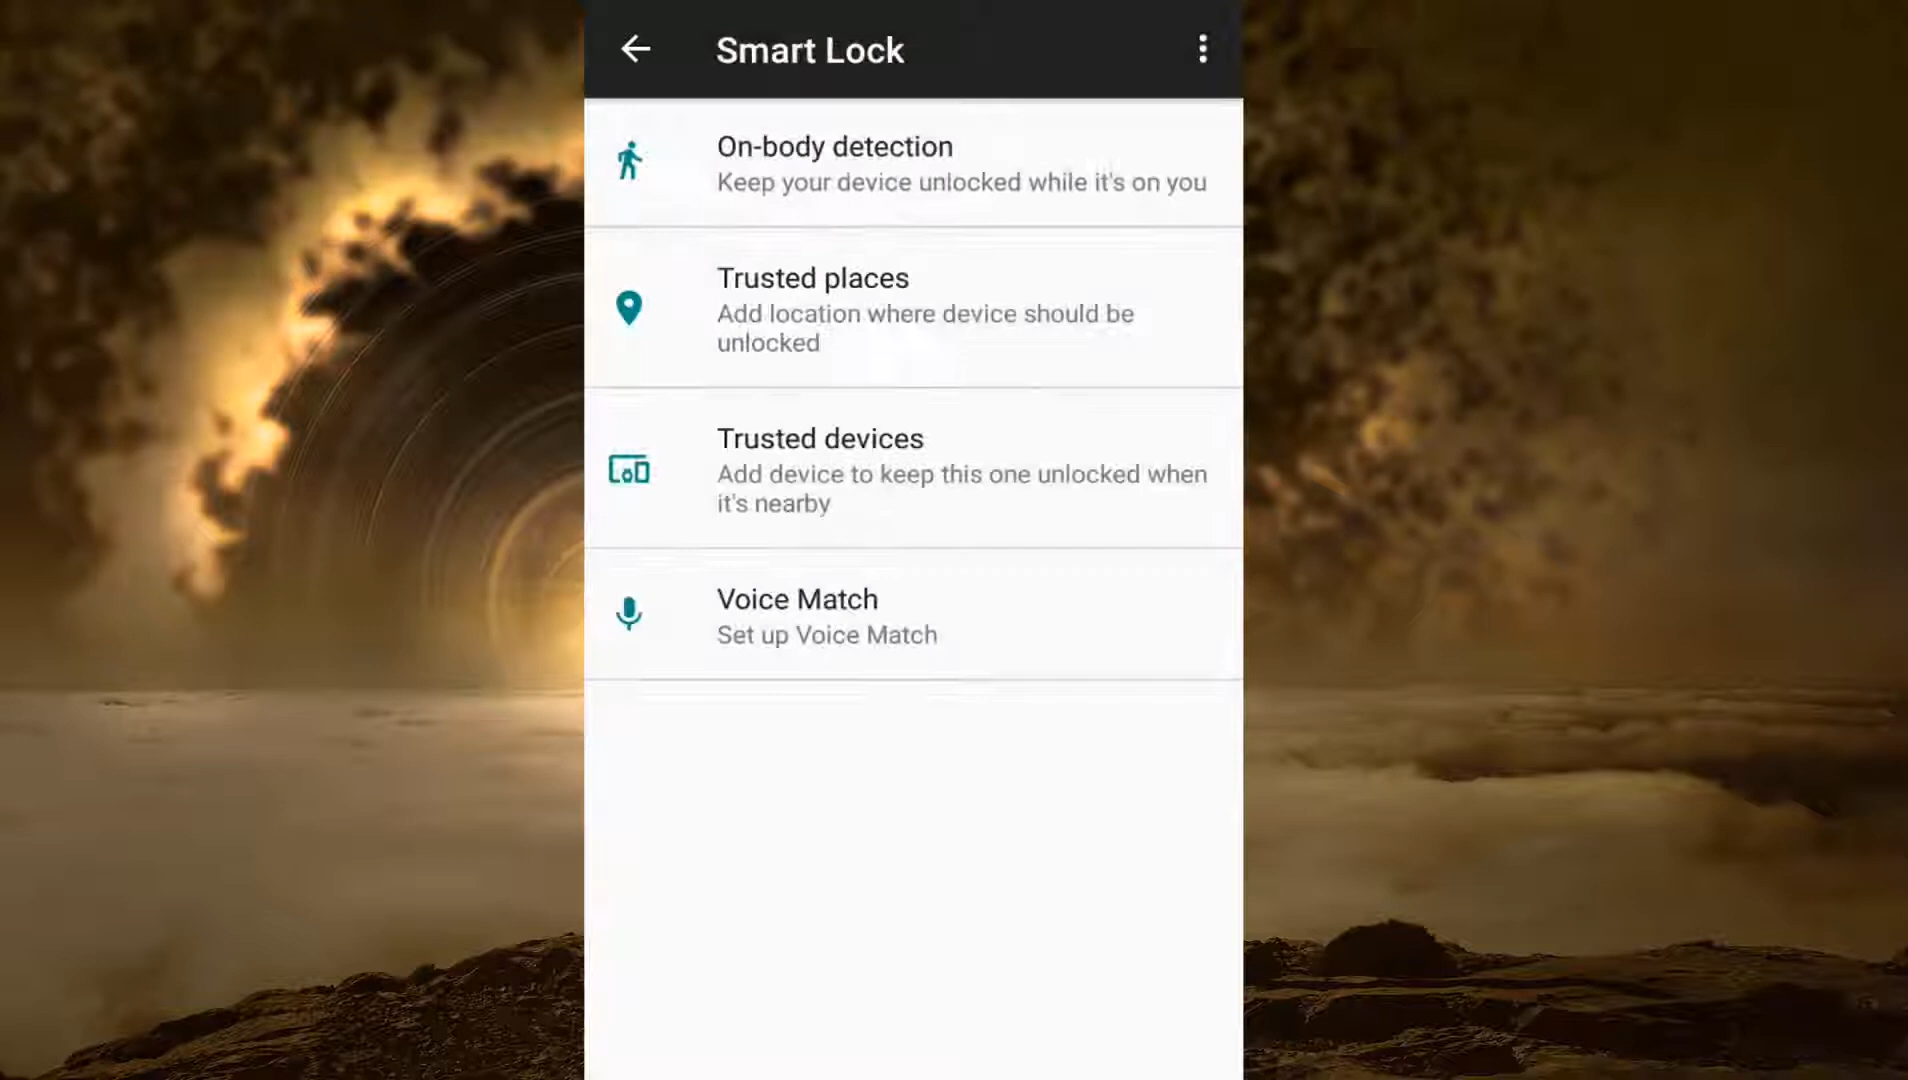 Smart Lock
On-body detection
Keep your device unlocked while it's on you
Trusted places
Add location where device should be
unlocked
Trusted devices
Add device to keep this one unlocked when
it's nearby
Voice Match
Set up Voice Match